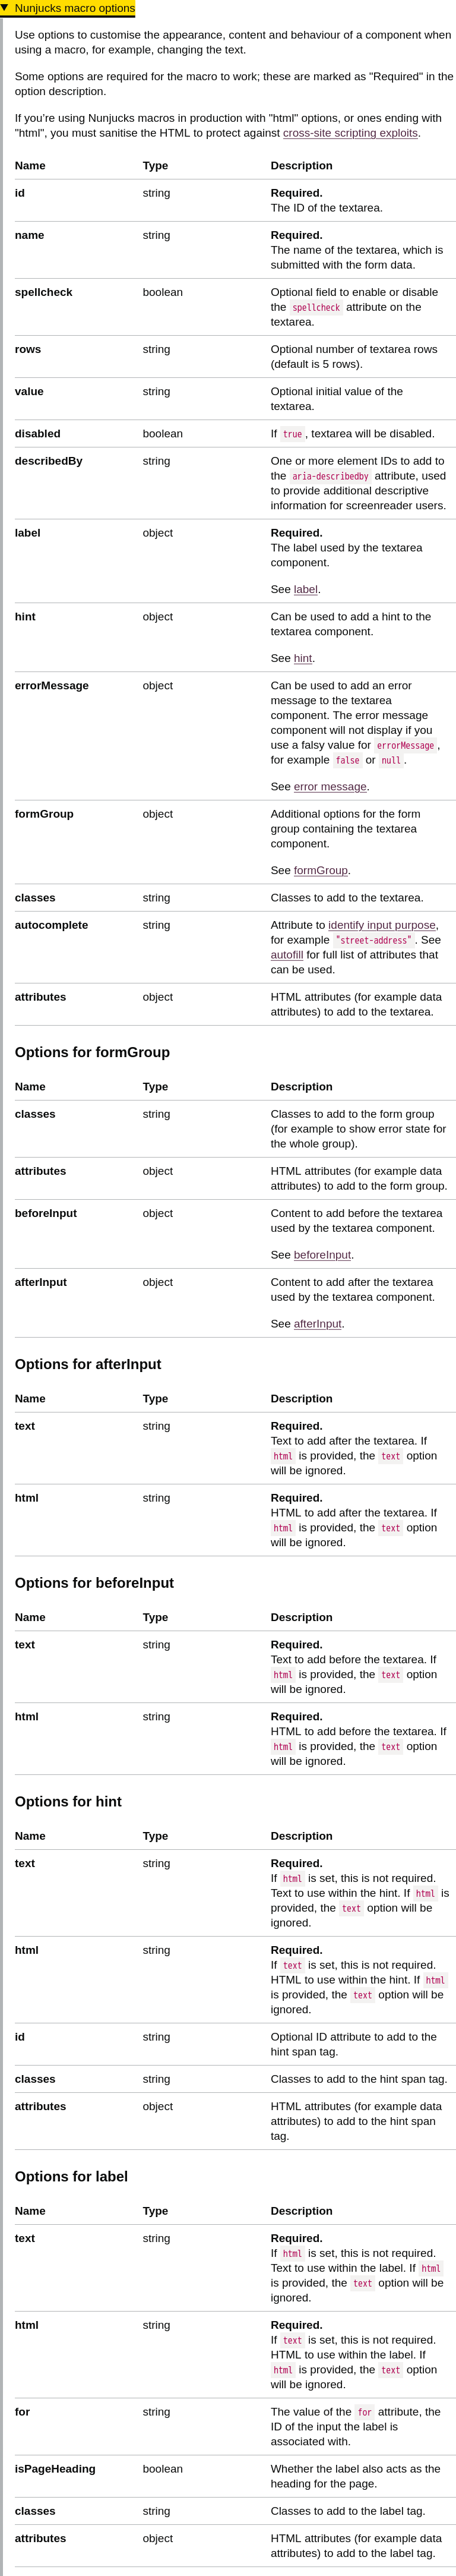 ▼ Nunjucks macro options
Use options to customise the appearance, content and behaviour of a component when
using a macro, for example, changing the text.
Some options are required for the macro to work; these are marked as "Required" in the
option description.
If you’re using Nunjucks macros in production with "html" options, or ones ending with
"html", you must sanitise the HTML to protect against cross-site scripting exploits.
Name Type Description
id string Required.
The ID of the textarea.
name string Required.
The name of the textarea, which is
submitted with the form data.
spellcheck boolean Optional field to enable or disable
the spellcheck attribute on the
textarea.
rows string Optional number of textarea rows
(default is 5 rows).
value string Optional initial value of the
textarea.
disabled boolean If true, textarea will be disabled.
describedBy string One or more element IDs to add to
the aria-describedby attribute, used
to provide additional descriptive
information for screenreader users.
label object Required.
The label used by the textarea
component.
See label.
hint object Can be used to add a hint to the
textarea component.
See hint.
errorMessage object Can be used to add an error
message to the textarea
component. The error message
component will not display if you
use a falsy value for errorMessage,
for example false or null.
See error message.
formGroup object Additional options for the form
group containing the textarea
component.
See formGroup.
classes string Classes to add to the textarea.
autocomplete string Attribute to identify input purpose,
for example "street-address". See
autofill for full list of attributes that
can be used.
attributes object HTML attributes (for example data
attributes) to add to the textarea.
Options for formGroup
Name Type Description
classes string Classes to add to the form group
(for example to show error state for
the whole group).
attributes object HTML attributes (for example data
attributes) to add to the form group.
beforeInput object Content to add before the textarea
used by the textarea component.
See beforeInput.
afterInput object Content to add after the textarea
used by the textarea component.
See afterInput.
Options for afterInput
Name Type Description
text string Required.
Text to add after the textarea. If
html is provided, the text option
will be ignored.
html string Required.
HTML to add after the textarea. If
html is provided, the text option
will be ignored.
Options for beforeInput
Name Type Description
text string Required.
Text to add before the textarea. If
html is provided, the text option
will be ignored.
html string Required.
HTML to add before the textarea. If
html is provided, the text option
will be ignored.
Options for hint
Name Type Description
text string Required.
If html is set, this is not required.
Text to use within the hint. If html is
provided, the text option will be
ignored.
html string Required.
If text is set, this is not required.
HTML to use within the hint. If html
is provided, the text option will be
ignored.
id string Optional ID attribute to add to the
hint span tag.
classes string Classes to add to the hint span tag.
attributes object HTML attributes (for example data
attributes) to add to the hint span
tag.
Options for label
Name Type Description
text string Required.
If html is set, this is not required.
Text to use within the label. If html
is provided, the text option will be
ignored.
html string Required.
If text is set, this is not required.
HTML to use within the label. If
html is provided, the text option
will be ignored.
for string The value of the for attribute, the
ID of the input the label is
associated with.
isPageHeading boolean Whether the label also acts as the
heading for the page.
classes string Classes to add to the label tag.
attributes object HTML attributes (for example data
attributes) to add to the label tag.